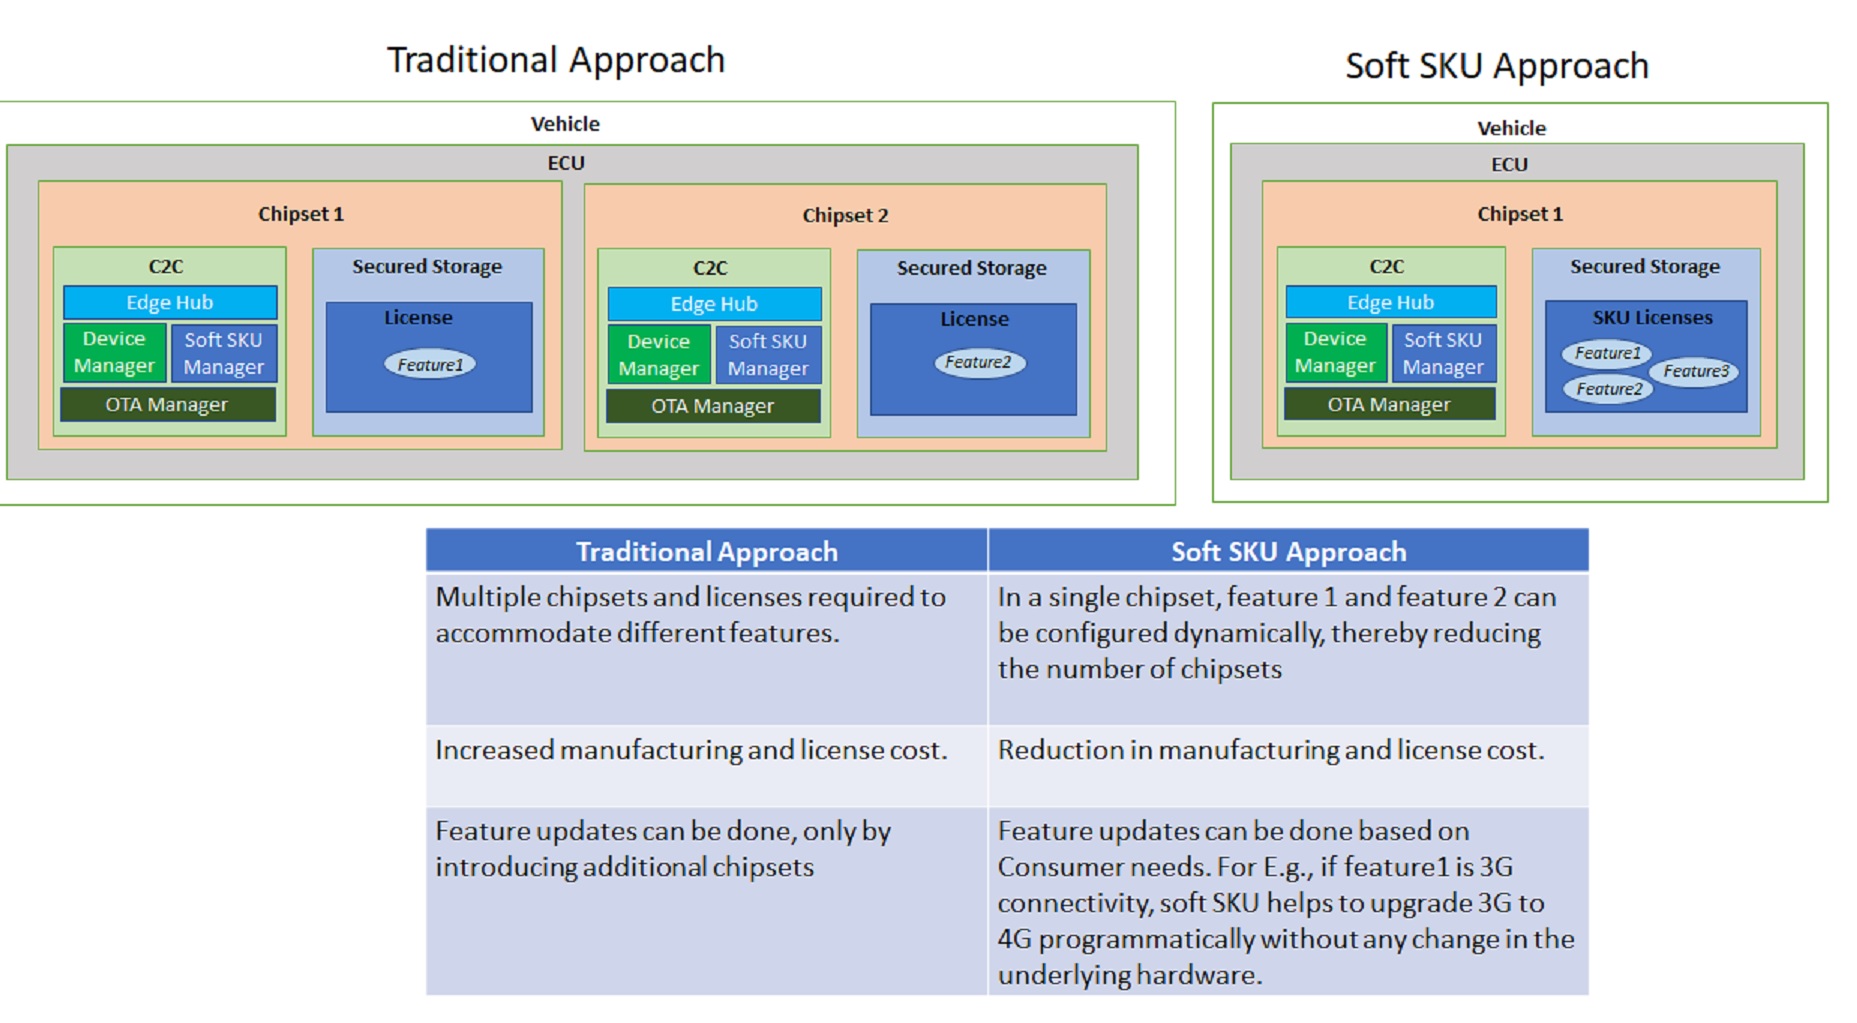 Traditional Approach
Vehicle
ECU
Chipset 1
C2C
Edge Hub
Device
Manager
Soft SKU
Manager
OTA Manager
Secured Storage
License
Feature1
Chipset 2
C2C
Edge Hub
Device
Manager
Soft SKU
Manager
OTA Manager
Secured Storage
License
Feature2
Soft SKU Approach
Vehicle
ECU
Chipset 1
C2C
Edge Hub
Device
Manager
Soft SKU
Manager
OTA Manager
Secured Storage
SKU Licenses
Feature1
Feature3
Feature2
Traditional Approach
Soft SKU Approach
Multiple chipsets and licenses required to
accommodate different features.
In a single chipset, feature 1 and feature 2 can
be configured dynamically, thereby reducing
the number of chipsets
Increased manufacturing and license cost.
Reduction in manufacturing and license cost.
Feature updates can be done, only by
introducing additional chipsets
Feature updates can be done based on
Consumer needs. For E.g., if feature1 is 3G
connectivity, soft SKU helps to upgrade 3G to
4G programmatically without any change in the
underlying hardware.